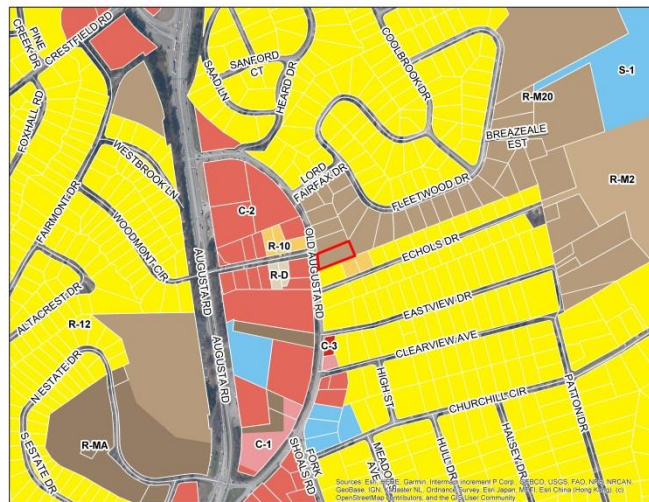 PINE
CREEK DR
CRESTFIELD RD
FOXHALL RD
FAIRMONT DR
WESTBROOK LN
WOODMONT CIR
ALTACREST DR
R-12
N ESTATE DR
S ESTATE DR
R-MA
AUGUSTA RD
AUGUSTA RD
SAAD LN
SANFORD
CT
HEARD DR
COOLBROOK DR
LORD
FAIRFAX DR
FLEETWOOD DR
BREAZEALE
EST
R-M20
S-1
R-M2
C-2
R-10
R-D
OLD AUGUSTA RD
ECHOLS DR
EASTVIEW DR
CLEARVIEW AVE
C-3
HIGH ST
CHURCHILL CIR
PATTON DR
C-1
FORK
SHOALS RD
HULL DR
HALSEY DR
Sources: Esri, HERE, Garmin, Intermap, increment P Corp., GEBCO, USGS, FAO, NPS, NRCAN,
GeoBase, IGN, Kadaster NL, Ordnance Survey, Esri Japan, METI, Esri China (Hong Kong), (c)
OpenStreetMap contributors, and the GIS User Community